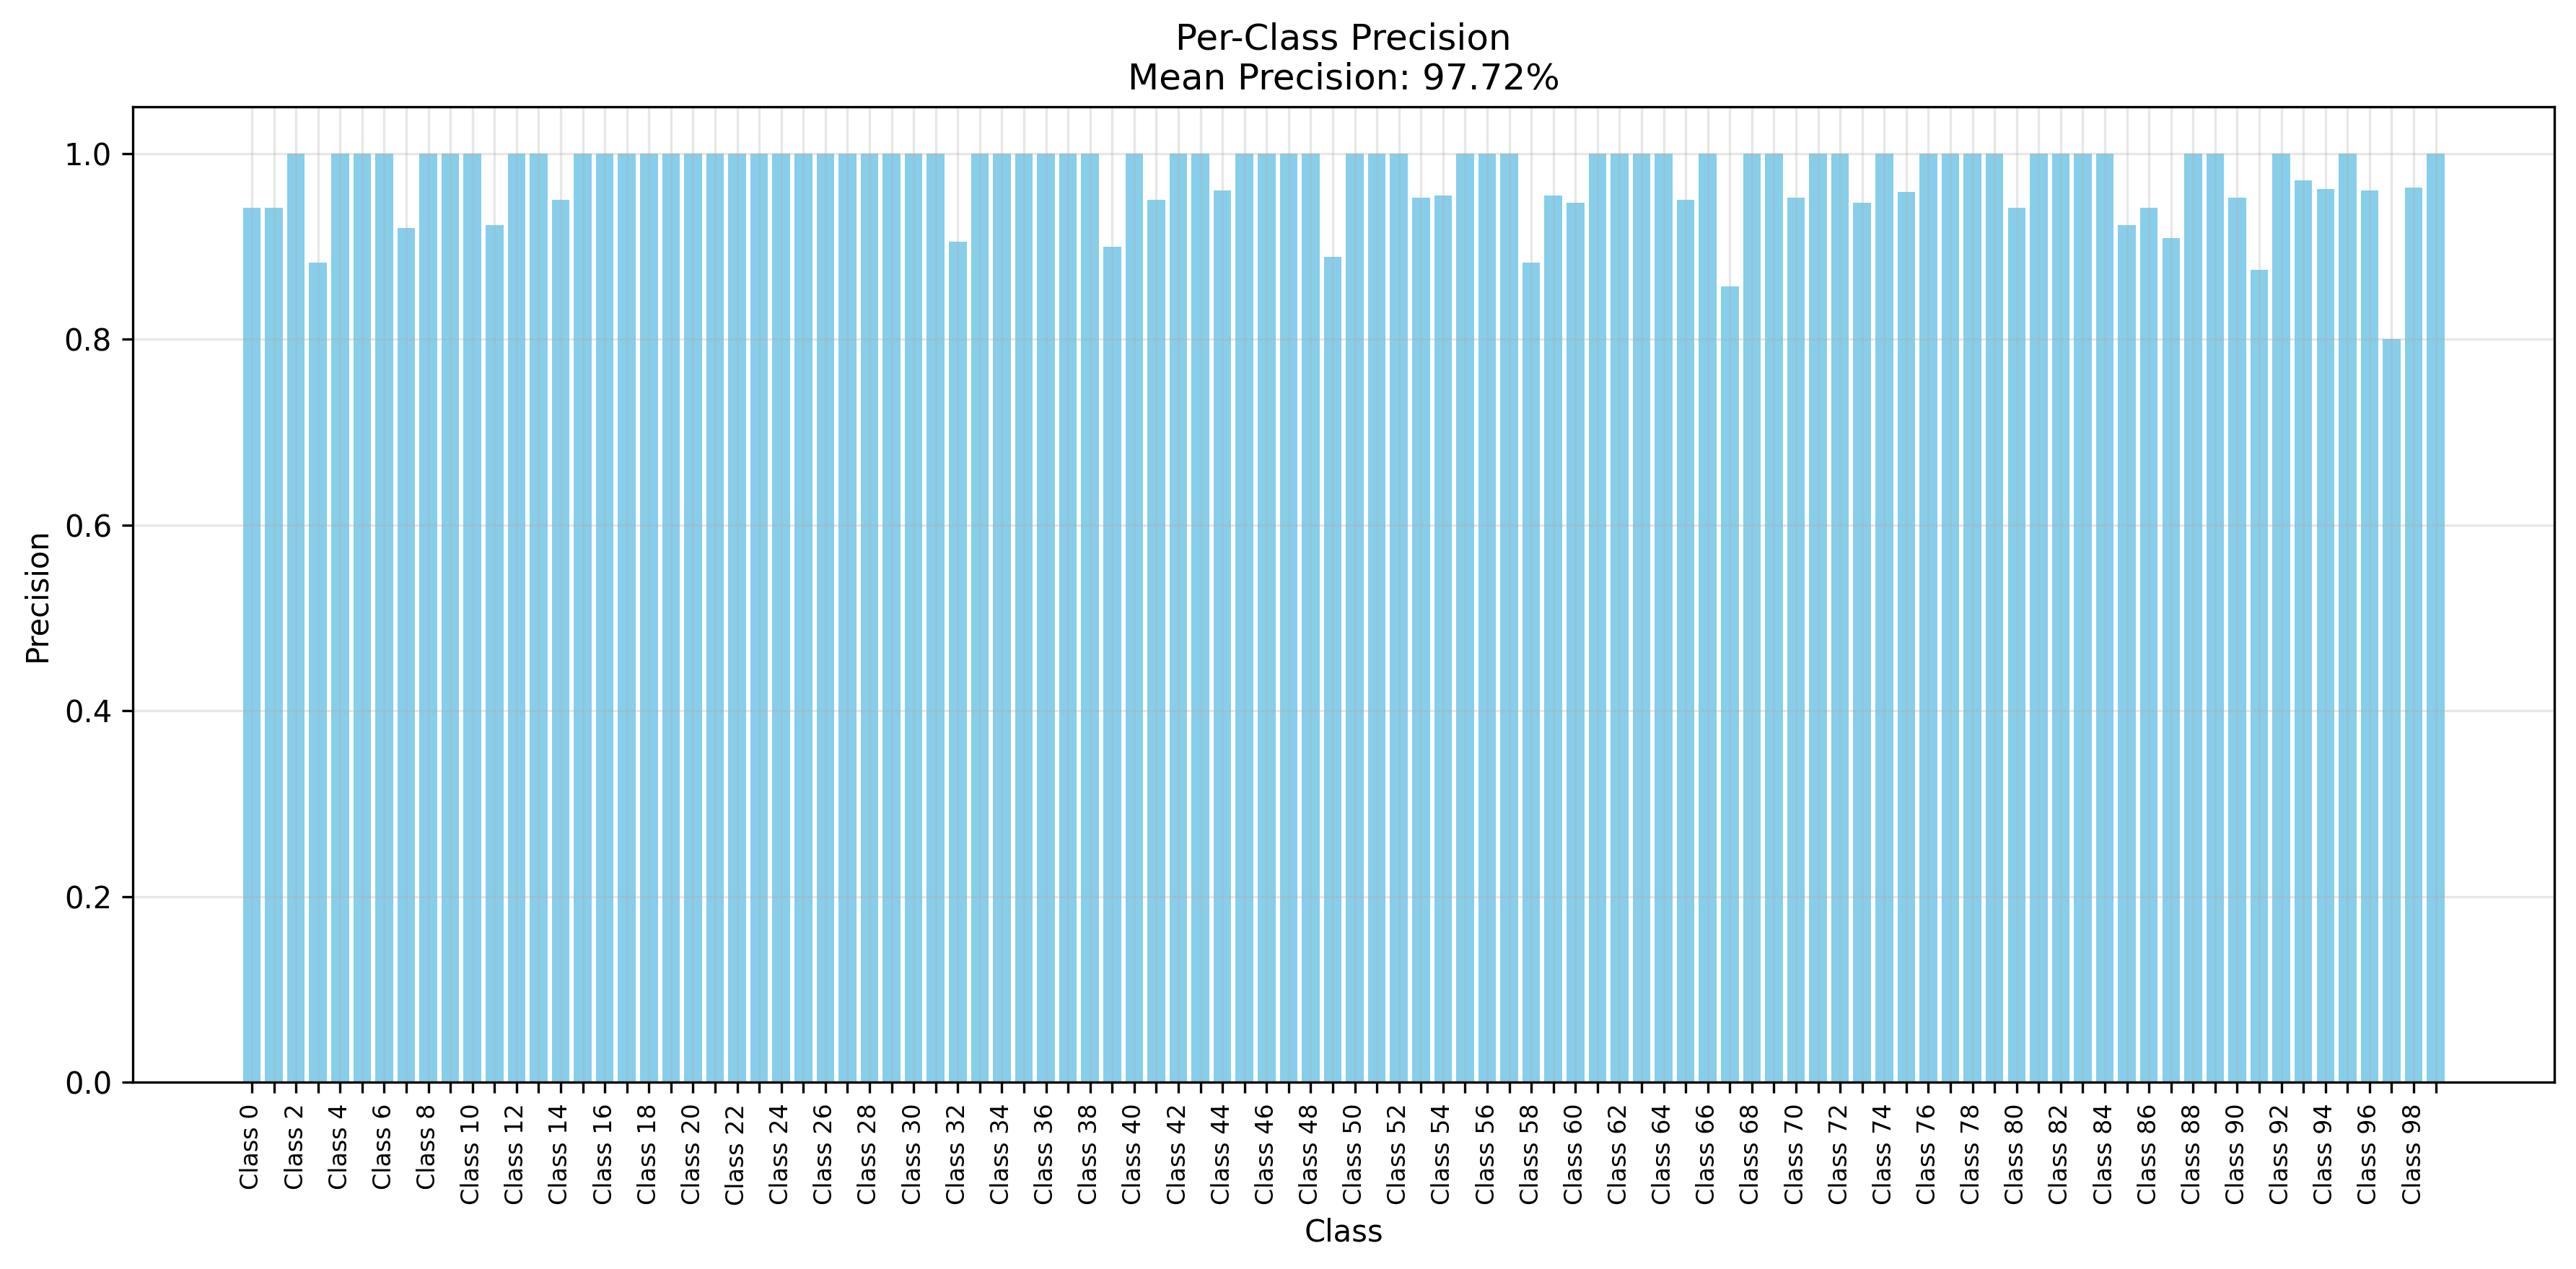 Per-Class Precision
Mean Precision: 97.72%
1.0
0.8
0.6
0.4
0.2
0.0
Precision
Class 0
Class 2
Class 4
Class 6
Class 8
Class 10
Class 12
Class 14
Class 16
Class 18
Class 20
Class 22
Class 24
Class 26
Class 28
Class 30
Class 32
Class 34
Class 36
Class 38
Class 40
Class 42
Class 44
Class 46
Class 48
Class 50
Class 52
Class 54
Class 56
Class 58
Class 60
Class 62
Class 64
Class 66
Class 68
Class 70
Class 72
Class 74
Class 76
Class 78
Class 80
Class 82
Class 84
Class 86
Class 88
Class 90
Class 92
Class 94
Class 96
Class 98
Class